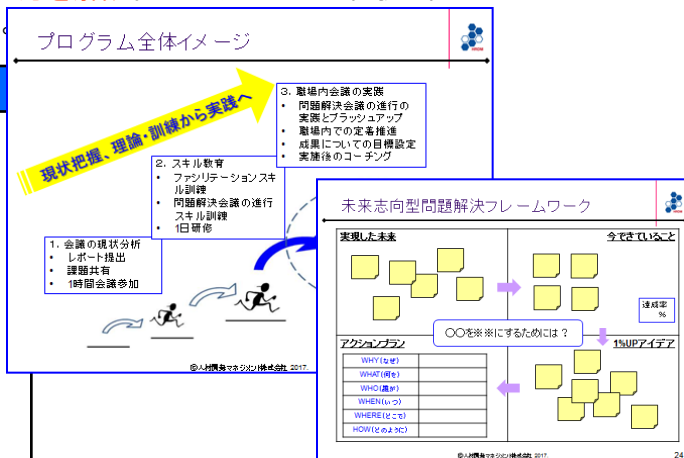 プログラム全体イメージ
現状把握、理論・訓練から実践へ
3. 職場内会議の実践
• 問題解決会議の進行の
実践とブラッシュアップ
• 職場内での定着推進
• 成果についての目標設定
• 実施後のコーチング
2. スキル教育
• ファシリテーションスキ
ル訓練
• 問題解決会議の進行
スキル訓練
• 1日研修
1. 会議の現状分析
• レポート提出
• 課題共有
• 1時間会議参加
©人材開発マネジメント株式会社 2017.
未来志向型問題解決フレームワーク
実現した未来
今できていること
達成率
%
〇〇を※※にするためには?
アクションプラン
1%UPアイデア
WHY(なぜ)
WHAT(何を)
WHO(誰が)
WHEN(いつ)
WHERE(どこで)
HOW(どのように)
©人材開発マネジメント株式会社 2017.
24